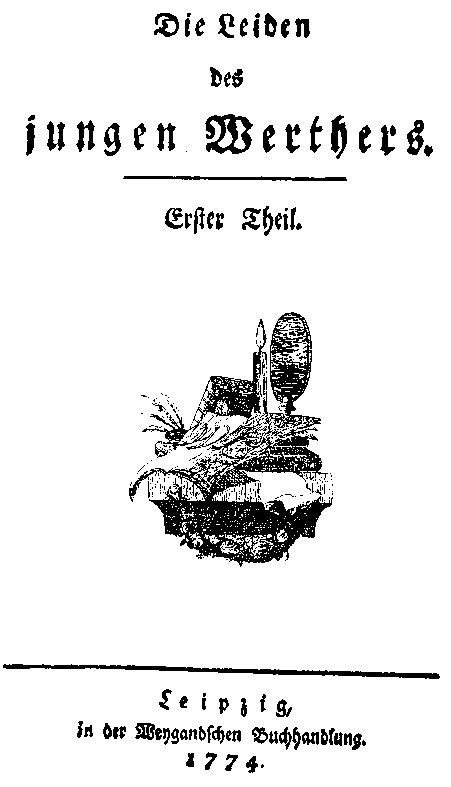 Die Leiden
des
jungen Werthers.
Erster Theil.
Leipzig,
in der Weygandschen Buchhandlung.
1774.